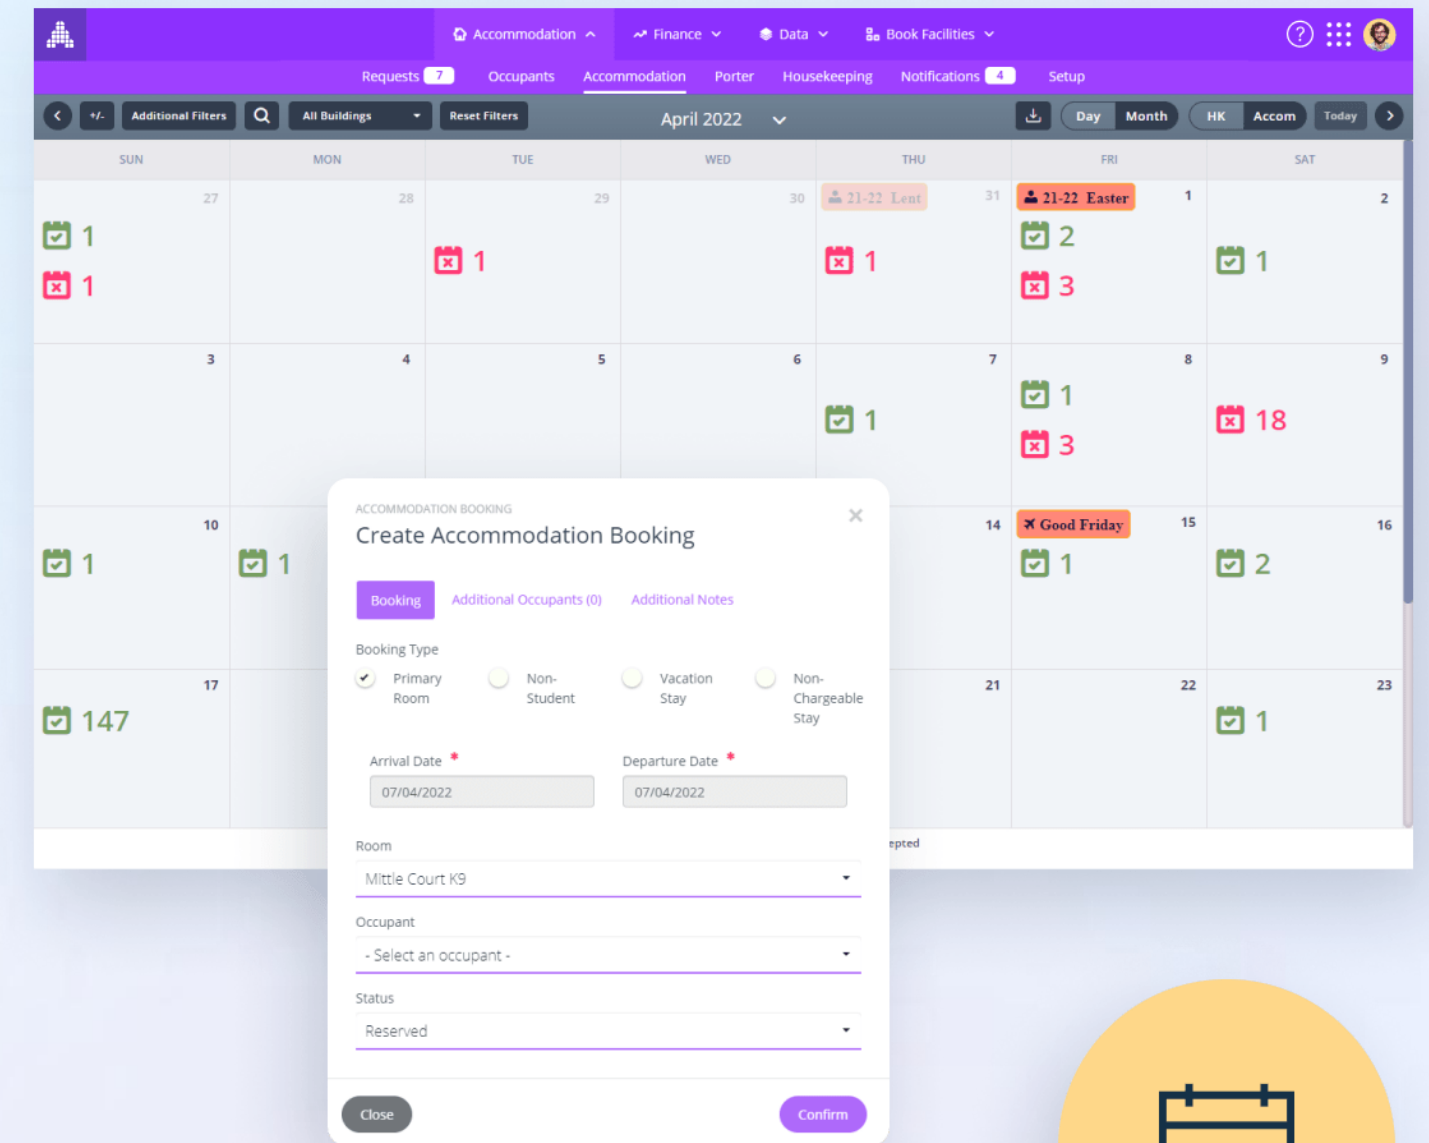 Accommodation Finance Data Book Facilities ?
Requests 7 Occupants Accommodation Porter Housekeeping Notifications 4 Setup
+/- Additional Filters All Buildings Reset Filters April 2022 Day Month HK Accom Today
SUN MON TUE WED THU FRI SAT
27 28 29 30 21-22 Lent 31 21-22 Easter 1 2
1 2
1 1 1
1 3
3 4 5 6 7 8 9
1
1 18
3
10 14 Good Friday 15 16
1 1 1 2
17 21 22 23
147 1
epted
ACCOMMODATION BOOKING
Create Accommodation Booking
Booking Additional Occupants (0) Additional Notes
Booking Type
Primary Non- Vacation Non-
Room Student Stay Chargeable
Stay
Arrival Date * Departure Date *
07/04/2022 07/04/2022
Room
Mittle Court K9
Occupant
- Select an occupant -
Status
Reserved
Close Confirm